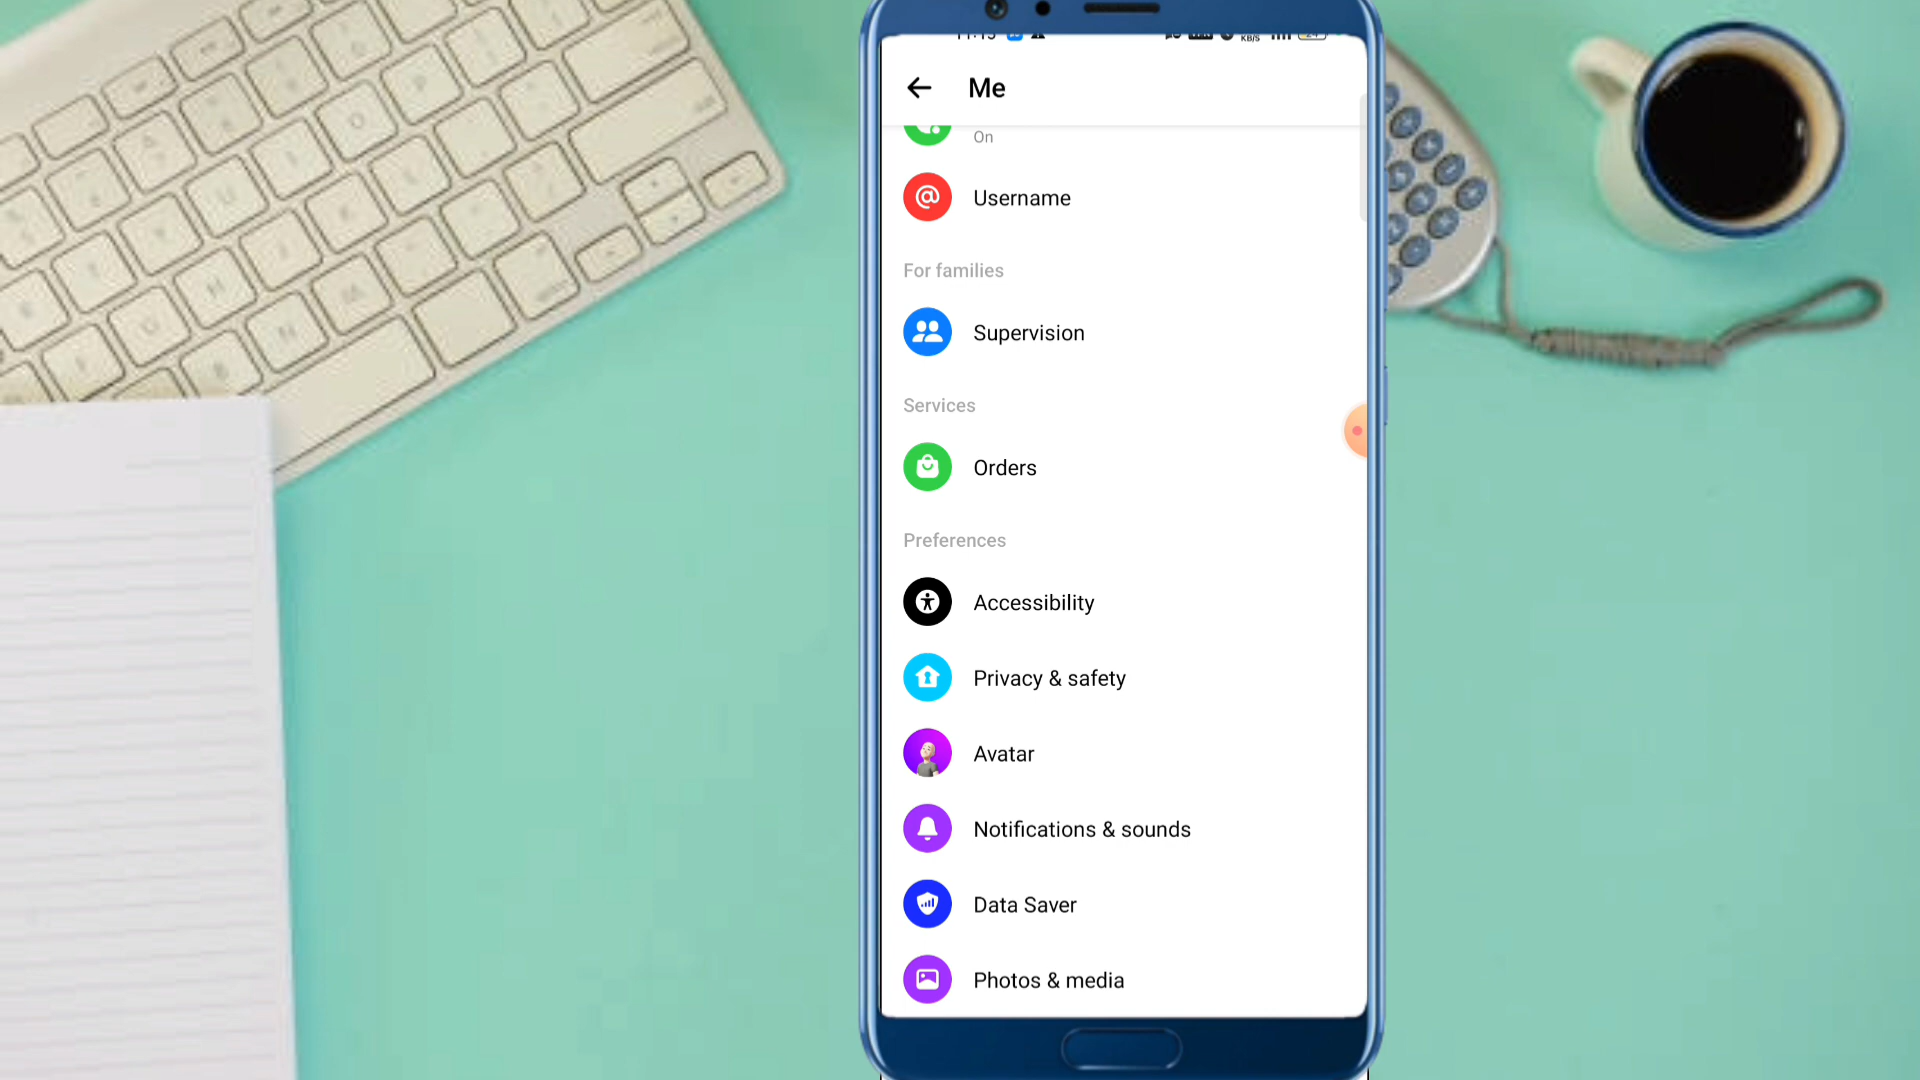 Me
On
Username
For families
Supervision
Services
Orders
Preferences
Accessibility
Privacy & safety
Avatar
Notifications & sounds
Data Saver
Photos & media